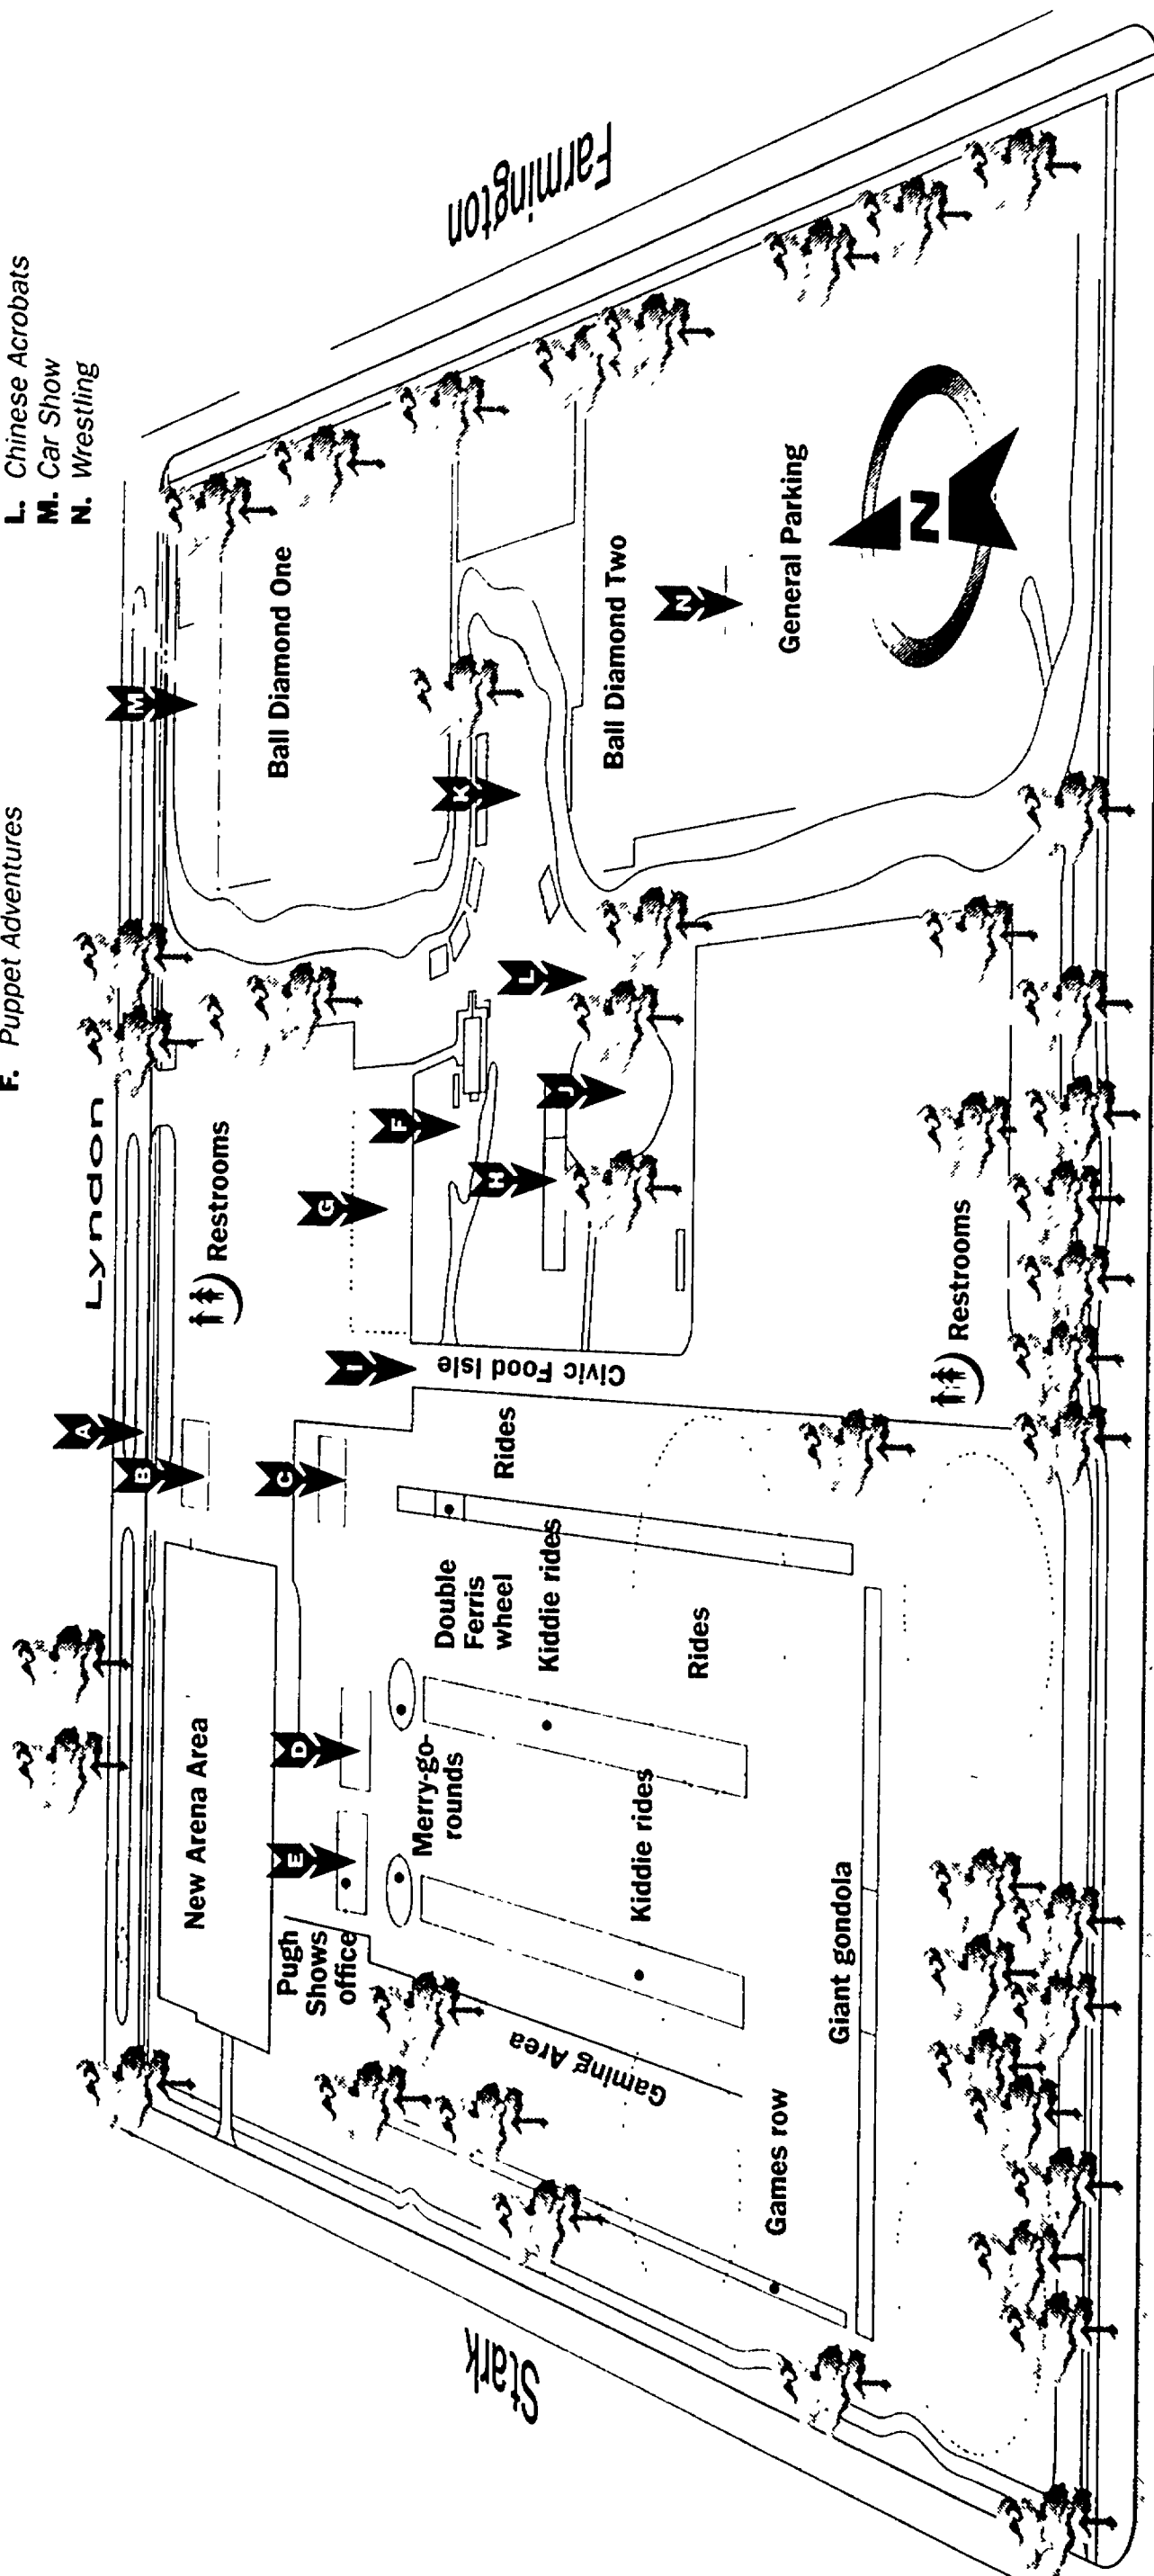 F. Puppet Adventures
L. Chinese Acrobats
M. Car Show
N. Wrestling
Lyndon
A
B
M
New Arena Area
Restrooms
Ball Diamond One
C
G
I
D
E
F
Pugh
Shows
office
Merry-go-
rounds
Double
Ferris
wheel
Rides
Civic Food Isle
H
K
L
J
Farmington
Stark
Kiddie rides
Kiddie rides
Rides
Gaming Area
Ball Diamond Two
N
General Parking
Games row
Giant gondola
Restrooms
N